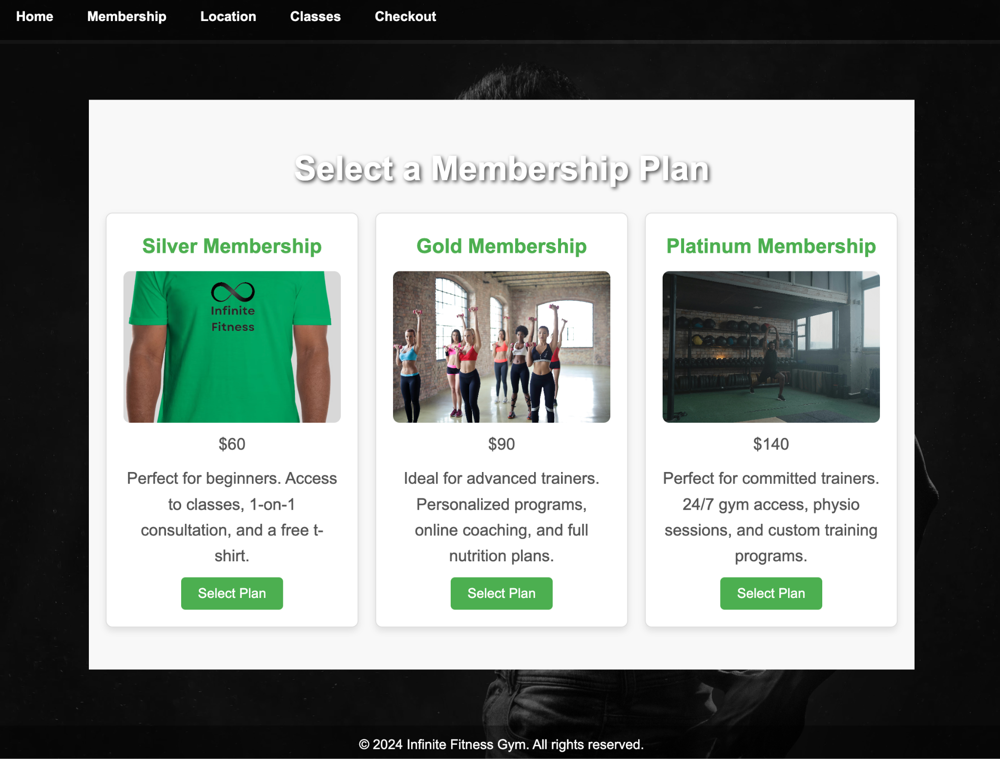 Home Membership Location Classes Checkout
Select a Membership Plan
Silver Membership
Infinite
Fitness
$60
Perfect for beginners. Access
to classes, 1-on-1
consultation, and a free t-
shirt.
Select Plan
Gold Membership
$90
Ideal for advanced trainers.
Personalized programs,
online coaching, and full
nutrition plans.
Select Plan
Platinum Membership
$140
Perfect for committed trainers.
24/7 gym access, physio
sessions, and custom training
programs.
Select Plan
© 2024 Infinite Fitness Gym. All rights reserved.